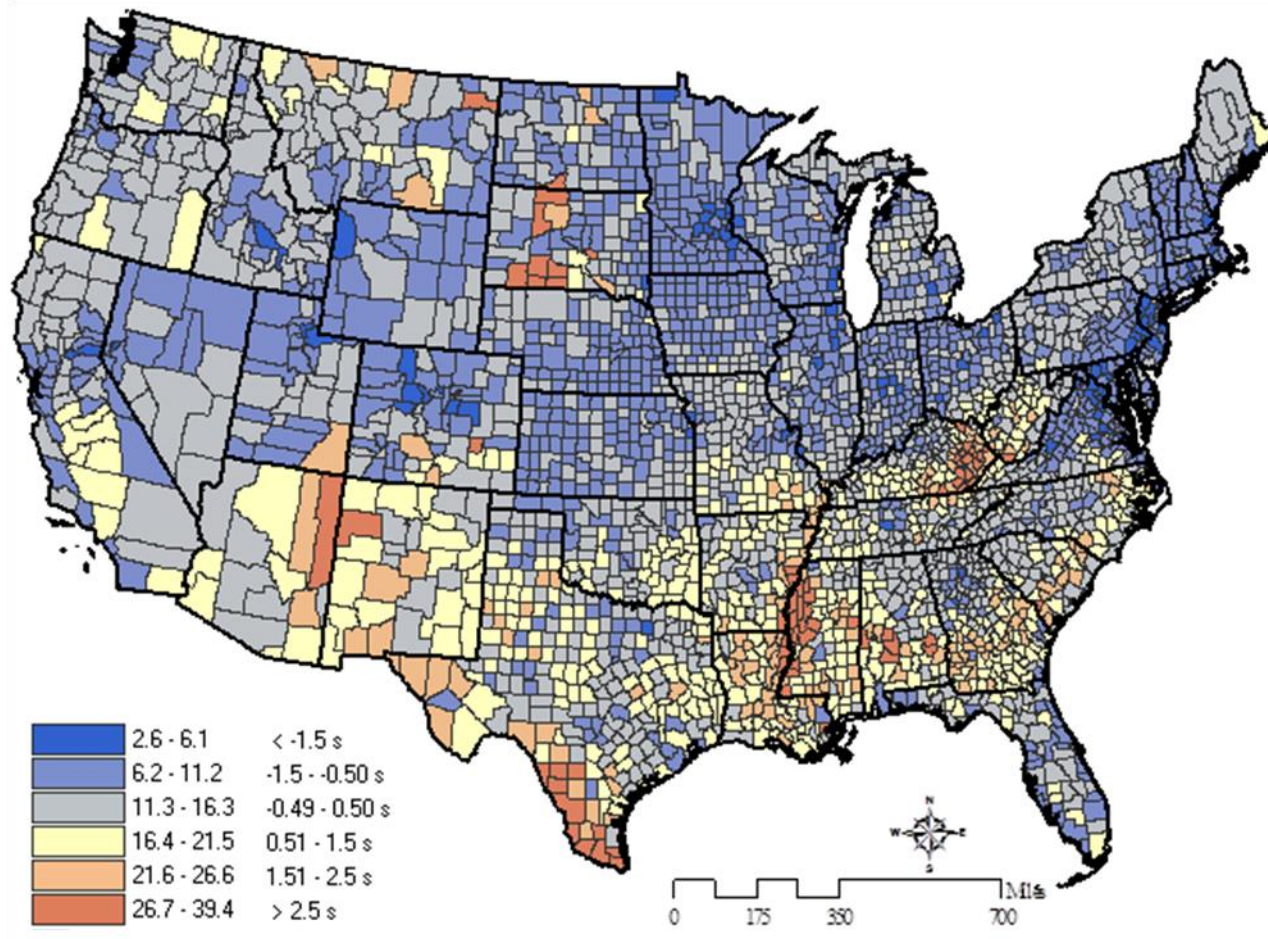 2.6 - 6.1 < -1.5 s
6.2 - 11.2 -1.5 - -0.50 s
11.3 - 16.3 -0.49 - 0.50 s
16.4 - 21.5 0.51 - 1.5 s
21.6 - 26.6 1.51 - 2.5 s
26.7 - 39.4 > 2.5 s
N
W E
S
Miles
0 175 350 700